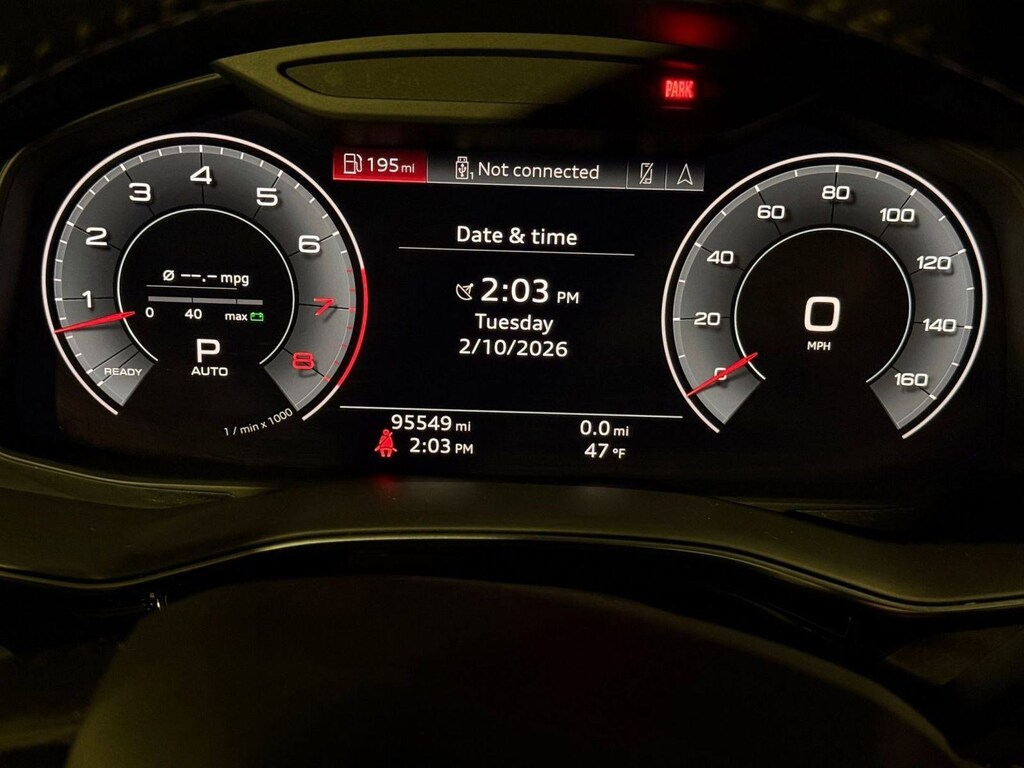 PARK
195 mi
1 Not connected
Date & time
2:03 PM
Tuesday
2/10/2026
95549 mi
2:03 PM
0.0 mi
47 °F
1
2
3
4
5
6
7
8
READY
1 / min x 1000
Ø --.- mpg
0 40 max
P
AUTO
0
20
40
60
80
100
120
140
160
0
MPH